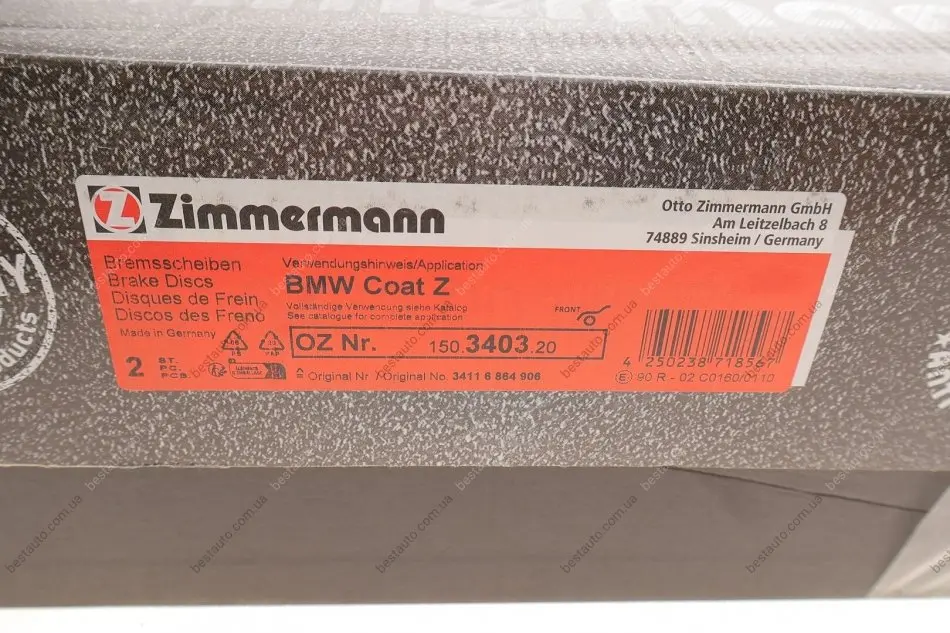 Zimmermann
Otto Zimmermann GmbH
Am Leitzelbach 8
74889 Sinsheim / Germany
Bremsscheiben
Brake Discs
Disques de Frein
Discos des Freno
Made in Germany
2
ST.
PC.
PCS.
Verwendungshinweis/Application
BMW Coat Z
Vollständige Verwendung siehe Katalog
See catalogue for complete application
FRONT
OZ Nr. 150.3403.20
Original Nr./Original No. 3411 6 864 906
4 250238 718567
E1 90 R - 02 C0160/0110
bestauto.com.ua